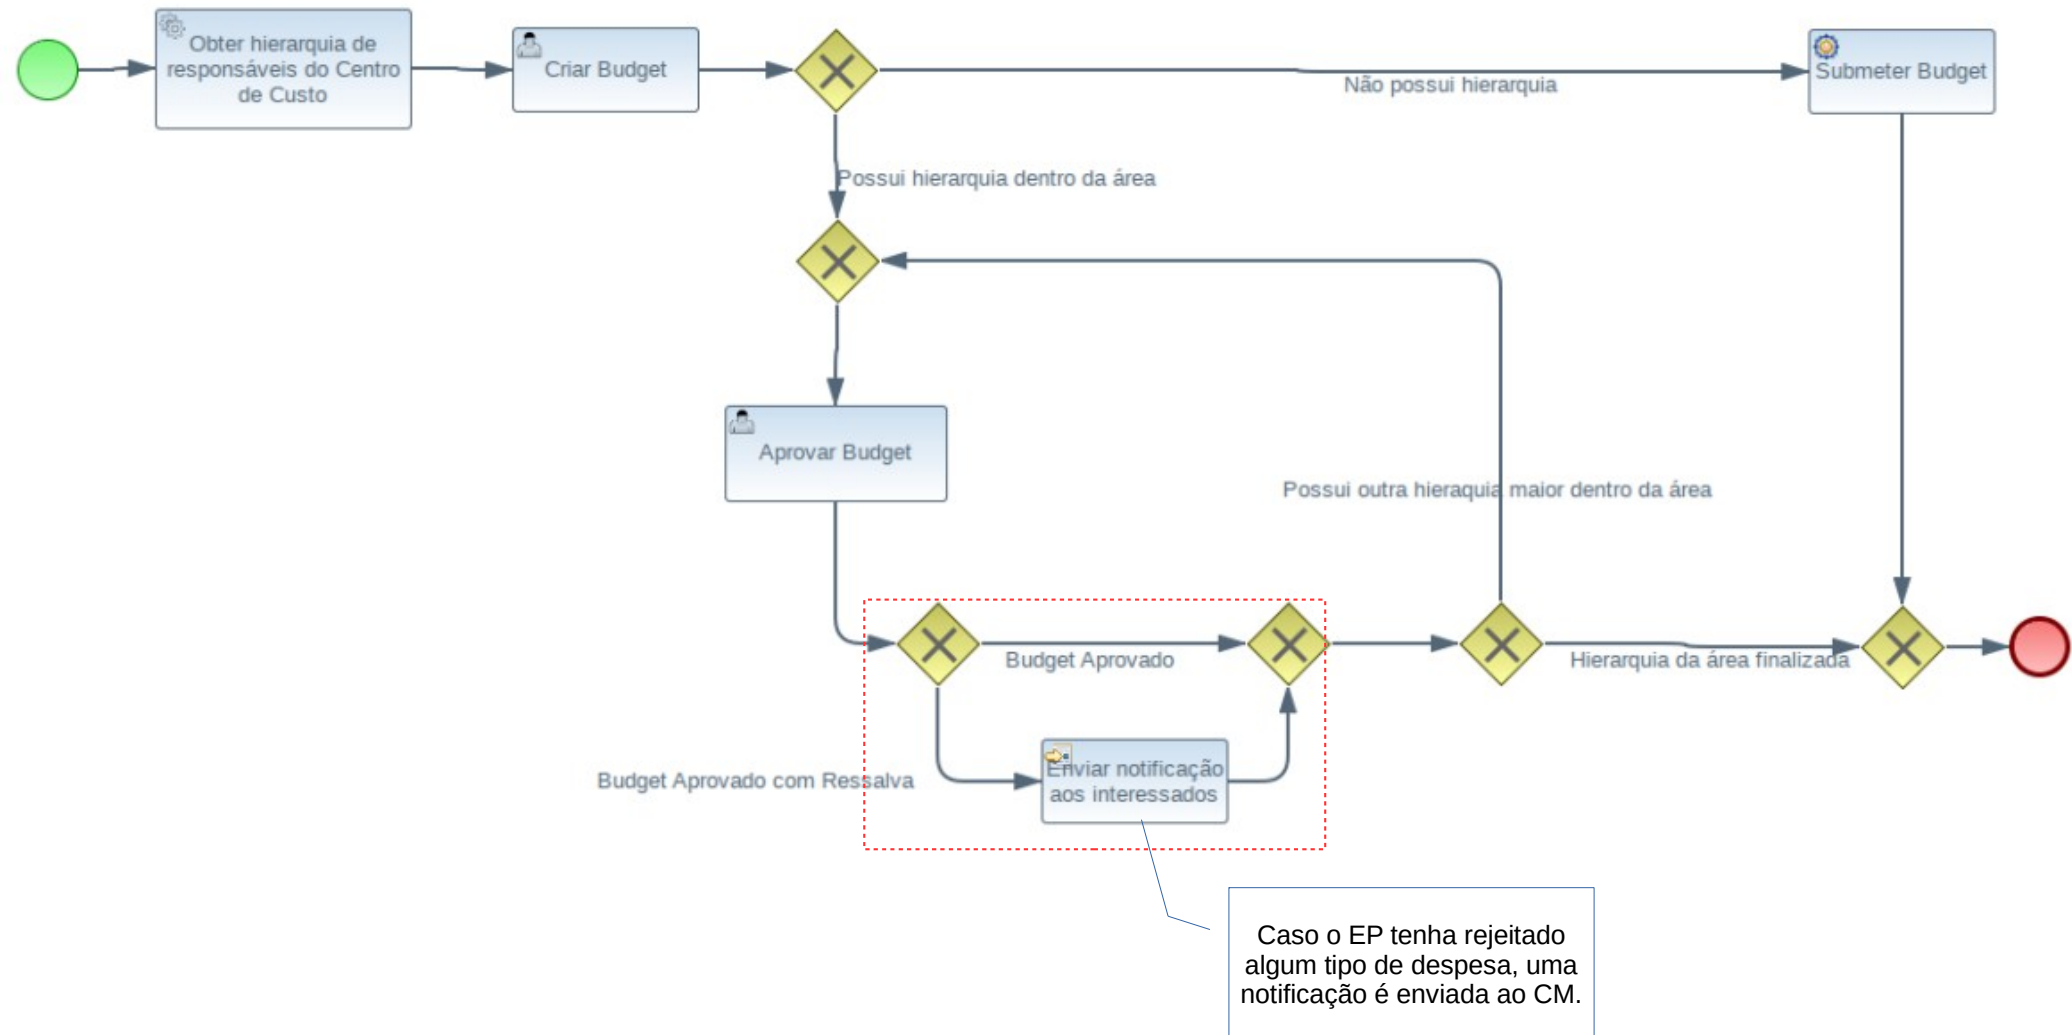 Obter hierarquia de
responsáveis do Centro
de Custo
Criar Budget
Não possui hierarquia
Submeter Budget
Possui hierarquia dentro da área
Aprovar Budget
Possui outra hieraquia maior dentro da área
Budget Aprovado
Hierarquia da área finalizada
Budget Aprovado com Ressalva
Enviar notificação
aos interessados
Caso o EP tenha rejeitado
algum tipo de despesa, uma
notificação é enviada ao CM.